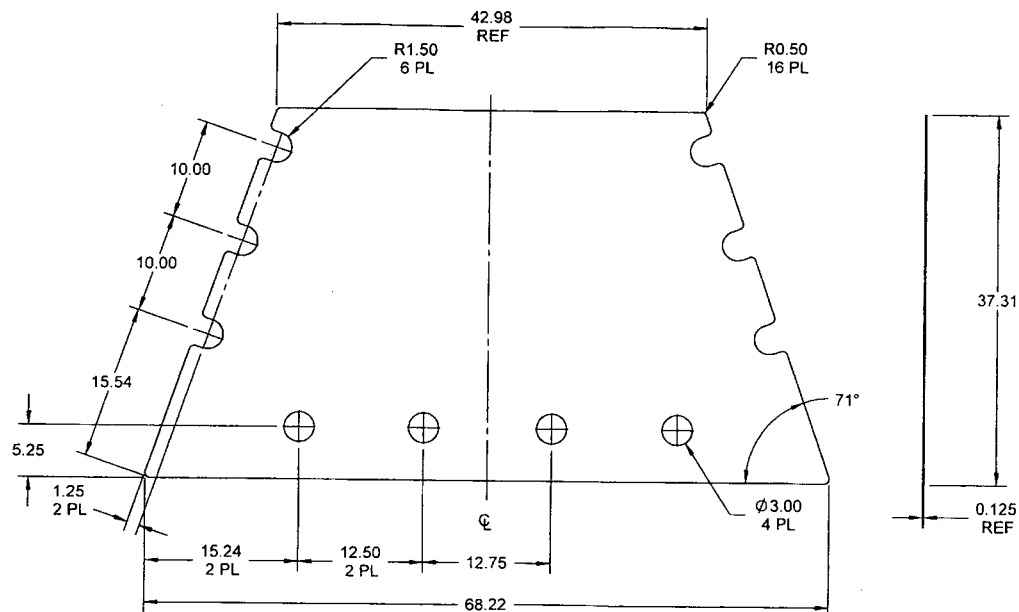 42.98
REF
R1.50
6 PL
R0.50
16 PL
10.00
10.00
37.31
15.54
71°
5.25
1.25
2 PL
Ø3.00
4 PL
0.125
REF
℄
15.24
2 PL
12.50
2 PL
12.75
68.22